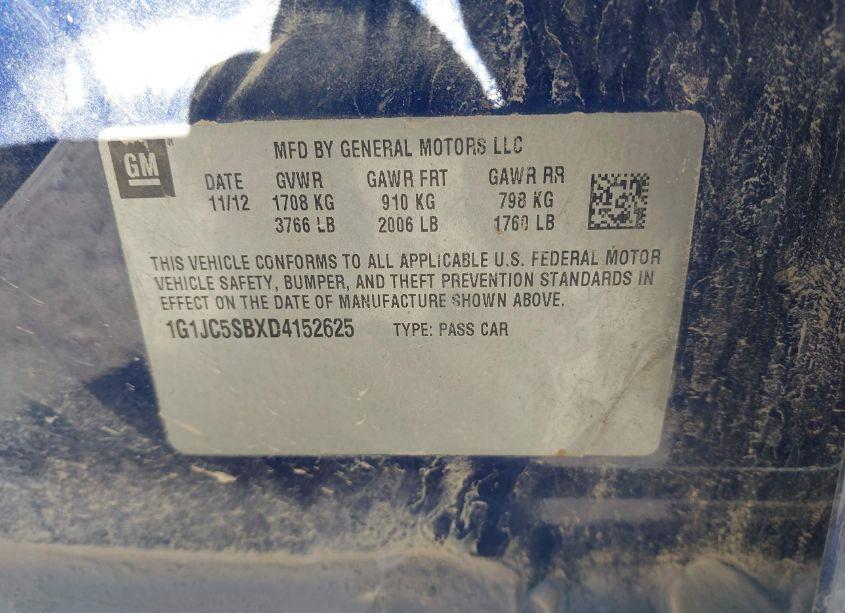 GM
MFD BY GENERAL MOTORS LLC
DATE GVWR GAWR FRT GAWR RR
11/12 1708 KG 910 KG 798 KG
3766 LB 2006 LB 1760 LB
THIS VEHICLE CONFORMS TO ALL APPLICABLE U.S. FEDERAL MOTOR
VEHICLE SAFETY, BUMPER, AND THEFT PREVENTION STANDARDS IN
EFFECT ON THE DATE OF MANUFACTURE SHOWN ABOVE.
1G1JC5SBXD4152625 TYPE: PASS CAR